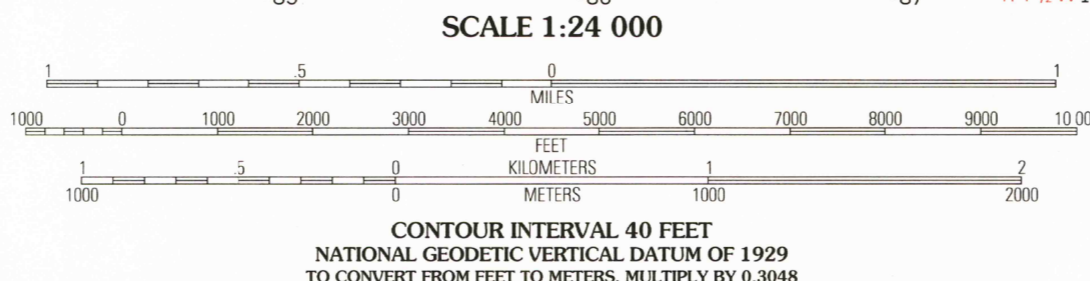 SCALE 1:24 000
1 .5 0 1
MILES
1000 0 1000 2000 3000 4000 5000 6000 7000 8000 9000 10 00
FEET
1 .5 0 KILOMETERS 1 2
1000 0 METERS 1000 2000
CONTOUR INTERVAL 40 FEET
NATIONAL GEODETIC VERTICAL DATUM OF 1929
TO CONVERT FROM FEET TO METERS, MULTIPLY BY 0.3048